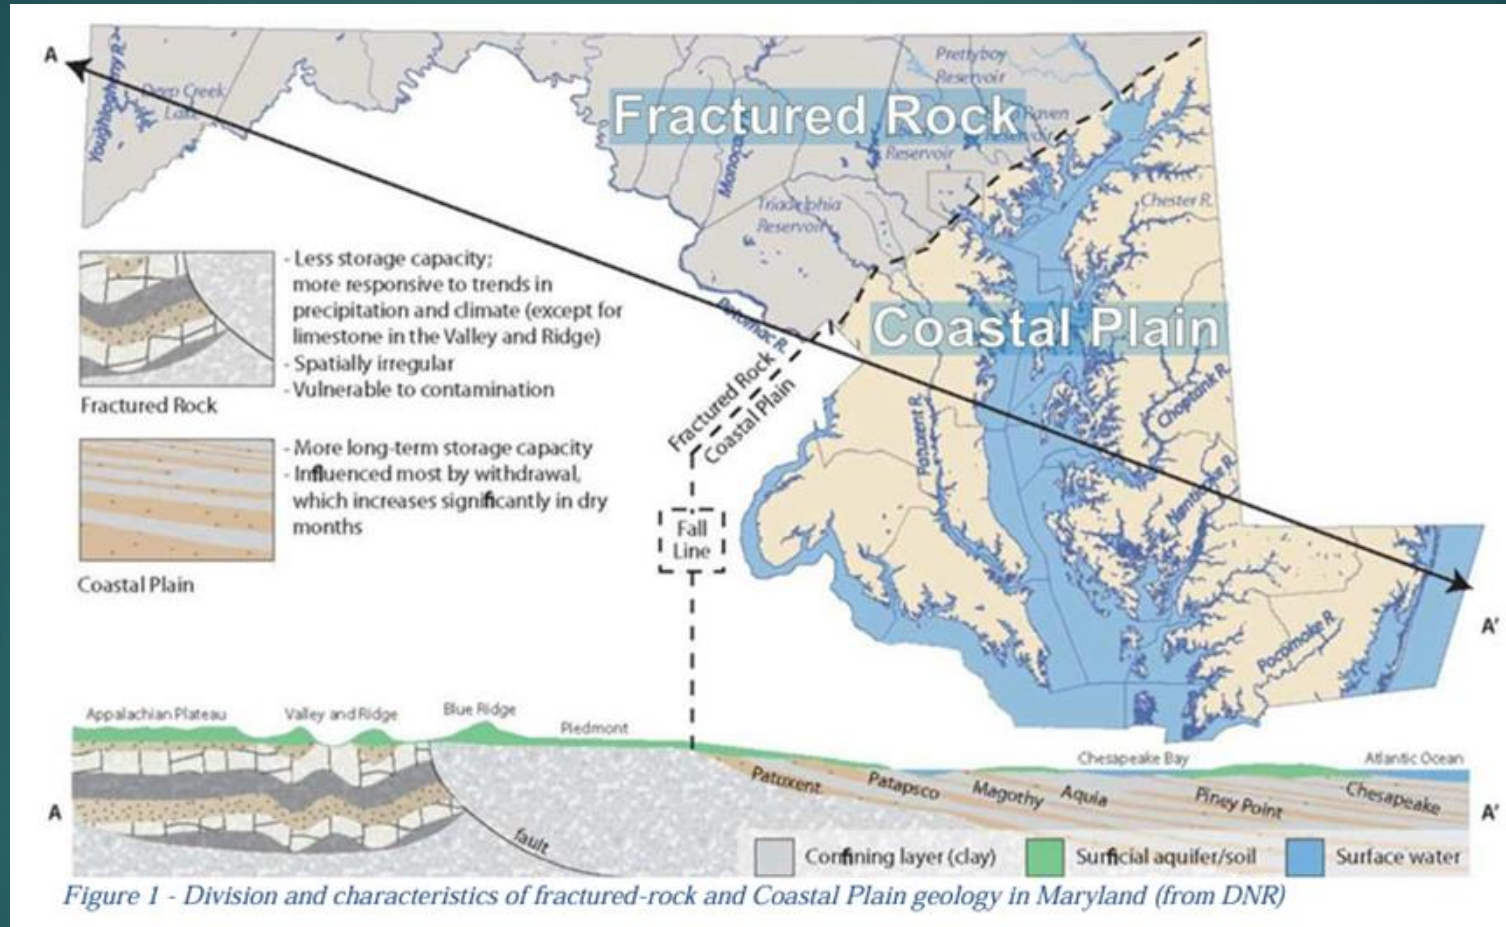 A
Youghiogheny R.
Deep Creek
Lake
Prettyboy
Reservoir
Fractured Rock
Raven
Reservoir
Triadelphia
Reservoir
Chester R.
- Less storage capacity;
more responsive to trends in
precipitation and climate (except for
limestone in the Valley and Ridge)
- Spatially irregular
- Vulnerable to contamination
Fractured Rock
Potomac R.
Coastal Plain
Fractured Rock
Coastal Plain
Patuxent R.
Choptank R.
Nanticoke R.
Pocomoke R.
- More long-term storage capacity
- Influenced most by withdrawal,
which increases significantly in dry
months
Coastal Plain
Fall
Line
A'
Appalachian Plateau
Valley and Ridge
Blue Ridge
Piedmont
Chesapeake Bay
Atlantic Ocean
A
Patuxent
Patapsco
Magothy
Aquia
Piney Point
Chesapeake
A'
fault
Confining layer (clay)
Surficial aquifer/soil
Surface water
Figure 1 - Division and characteristics of fractured-rock and Coastal Plain geology in Maryland (from DNR)